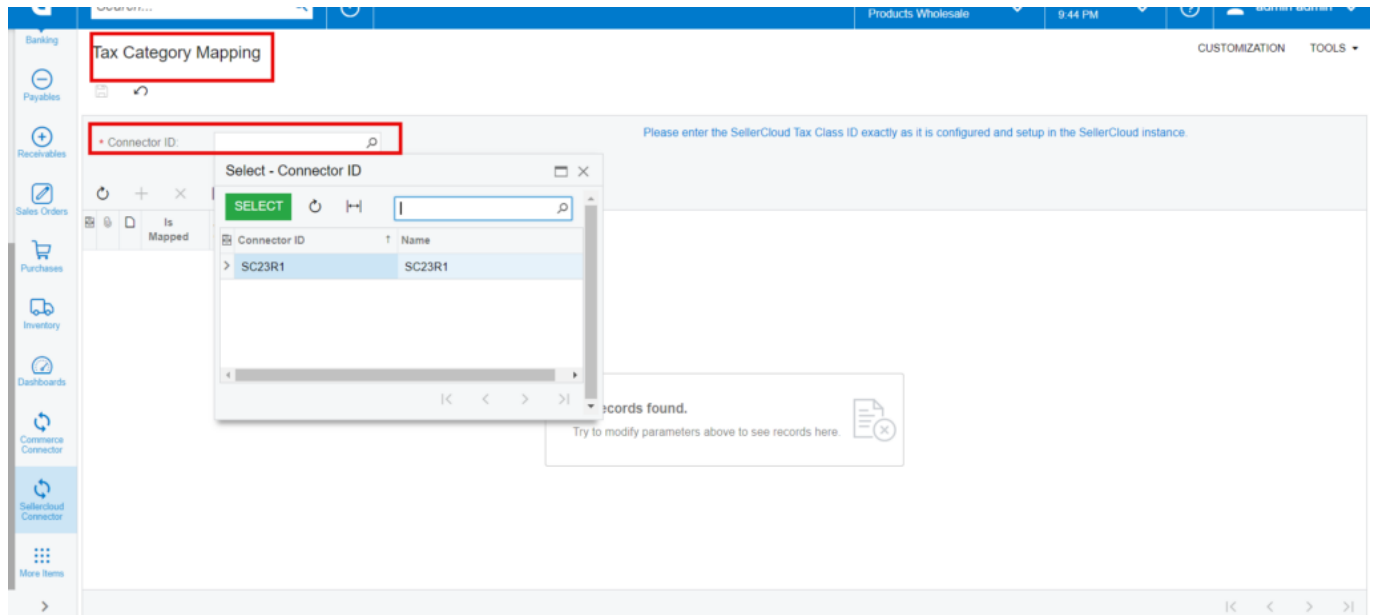 Search...
Products Wholesale
9:44 PM
admin admin
Banking
Payables
Receivables
Sales Orders
Purchases
Inventory
Dashboards
Commerce
Connector
Sellercloud
Connector
More Items
Tax Category Mapping
CUSTOMIZATION TOOLS
* Connector ID:
Please enter the SellerCloud Tax Class ID exactly as it is configured and setup in the SellerCloud instance.
Is
Mapped
Select - Connector ID
SELECT
Connector ID Name
SC23R1 SC23R1
ecords found.
Try to modify parameters above to see records here.